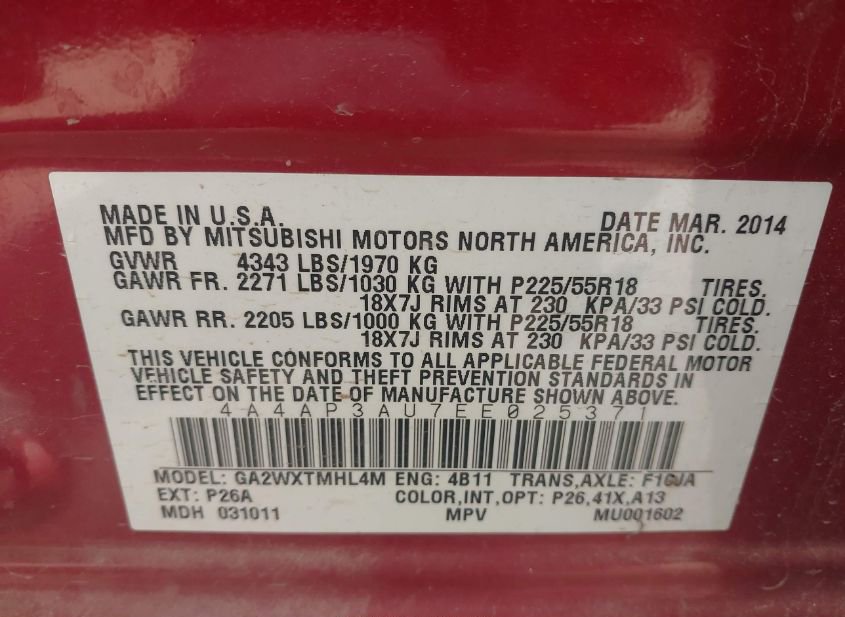 MADE IN U.S.A. DATE MAR. 2014
MFD BY MITSUBISHI MOTORS NORTH AMERICA, INC.
GVWR 4343 LBS/1970 KG
GAWR FR. 2271 LBS/1030 KG WITH P225/55R18 TIRES.
18X7J RIMS AT 230 KPA/33 PSI COLD.
GAWR RR. 2205 LBS/1000 KG WITH P225/55R18 TIRES.
18X7J RIMS AT 230 KPA/33 PSI COLD.
THIS VEHICLE CONFORMS TO ALL APPLICABLE FEDERAL MOTOR
VEHICLE SAFETY AND THEFT PREVENTION STANDARDS IN
EFFECT ON THE DATE OF MANUFACTURE SHOWN ABOVE.
4A4AP3AU7EE025371
MODEL: GA2WXTMHL4M ENG: 4B11 TRANS,AXLE: F1CJA
EXT: P26A COLOR,INT,OPT: P26,41X,A13
MDH 031011 MPV MU001602